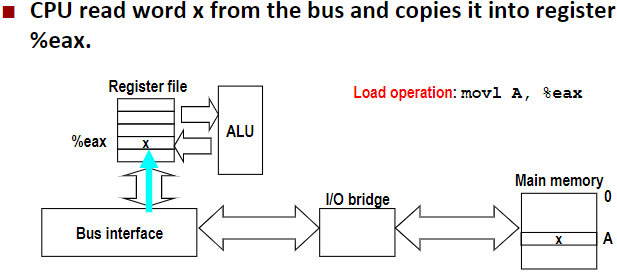 CPU read word x from the bus and copies it into register
%eax.
Register file
Load operation: movl A, %eax
ALU
%eax
x
Main memory
0
I/O bridge
Bus interface
x
A